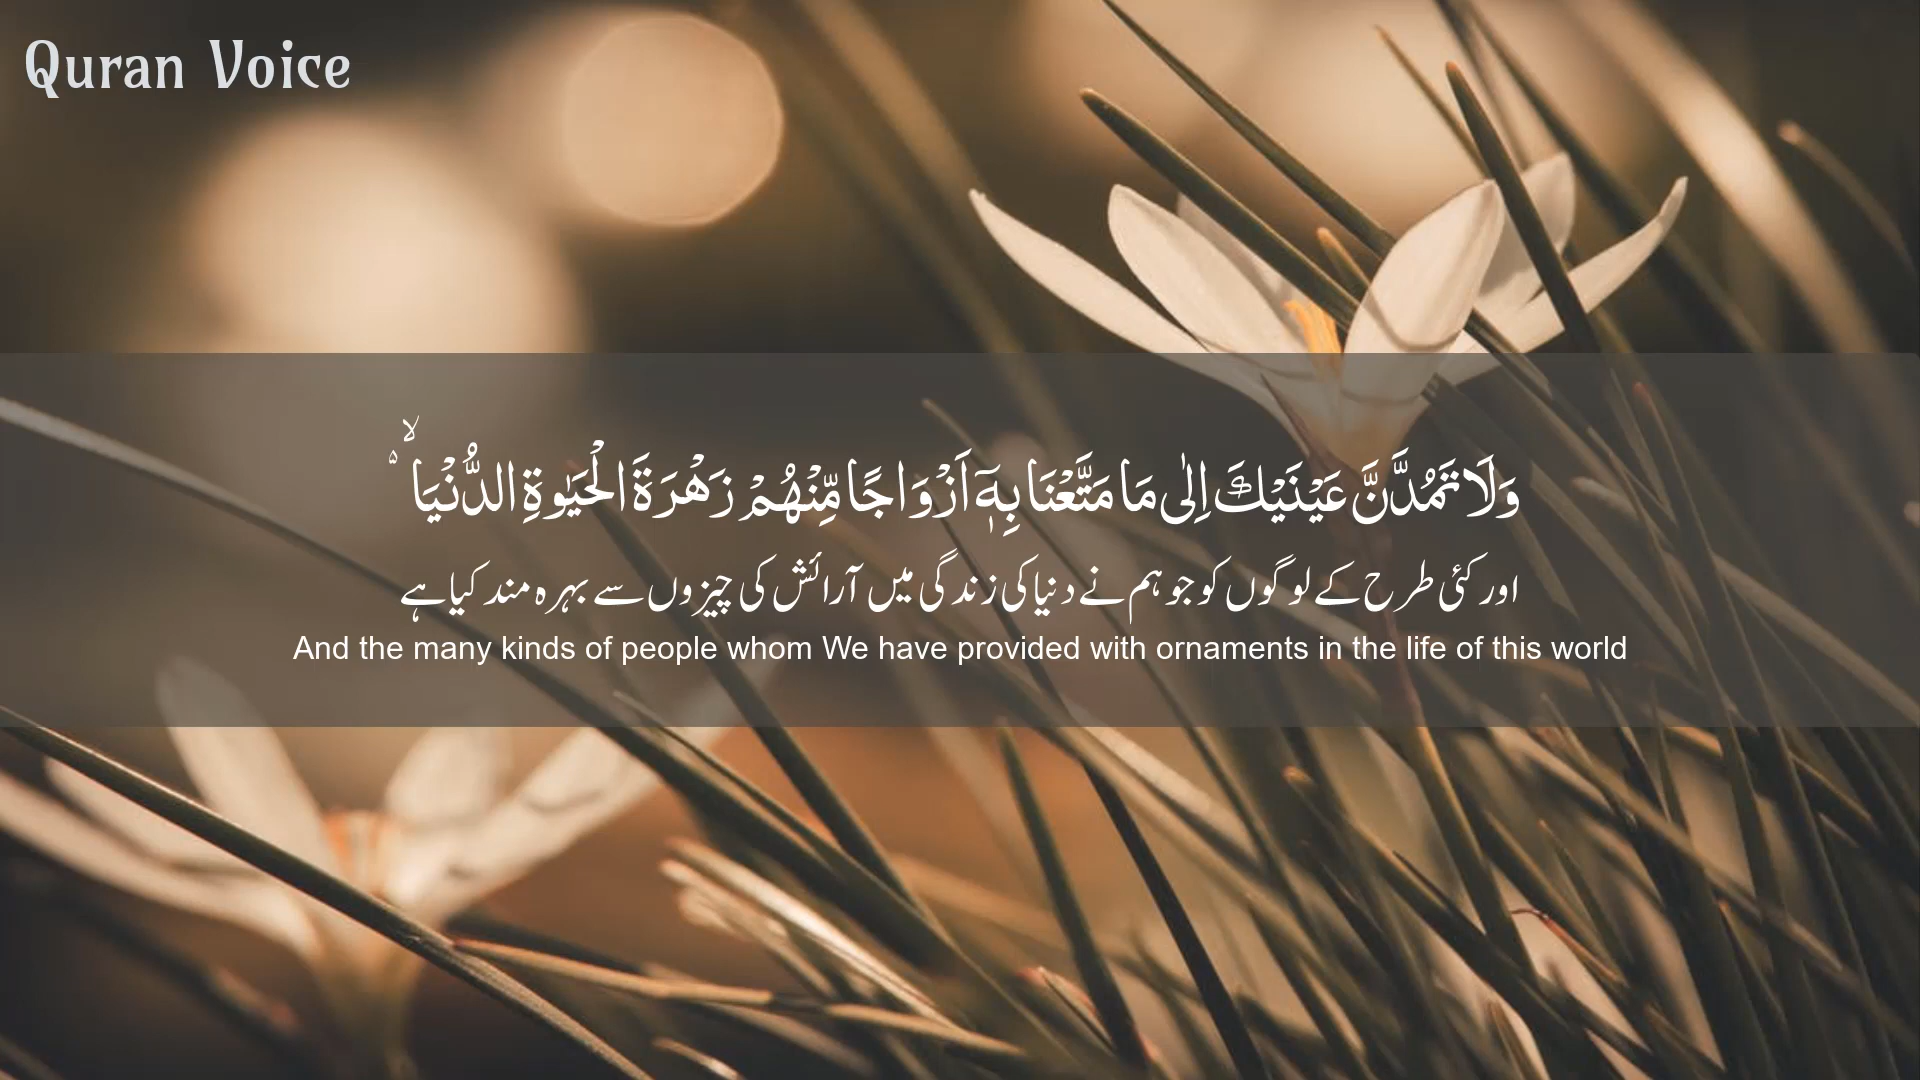 Quran Voice
وَلَا تَمُدَّنَّ عَيْنَيْكَ اِلٰى مَا مَتَّعْنَا بِهٖۤ اَزْوَاجًا مِّنْهُمْ زَهْرَةَ الْحَيٰوةِ الدُّنْيَا ۙ۬
اور کئی طرح کے لوگوں کو جو ہم نے دنیا کی زندگی میں آرائش کی چیزوں سے بہرہ مند کیا ہے
And the many kinds of people whom We have provided with ornaments in the life of this world